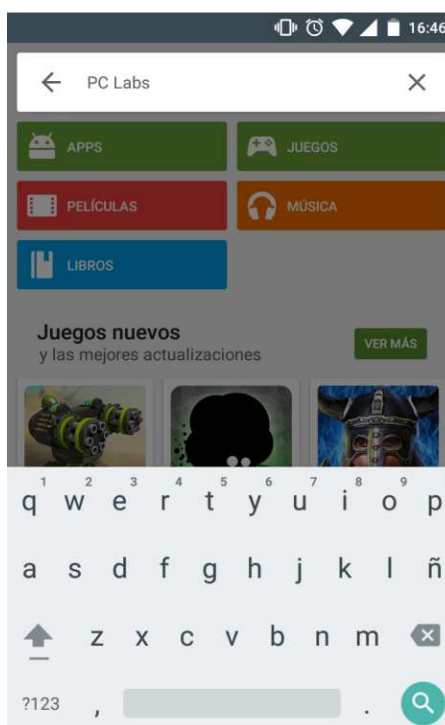 16:46
PC Labs
APPS
JUEGOS
PELÍCULAS
MÚSICA
LIBROS
Juegos nuevos
y las mejores actualizaciones
VER MÁS
1 2 3 4 5 6 7 8 9
q w e r t y u i o p
a s d f g h j k l ñ
z x c v b n m
?123 , .